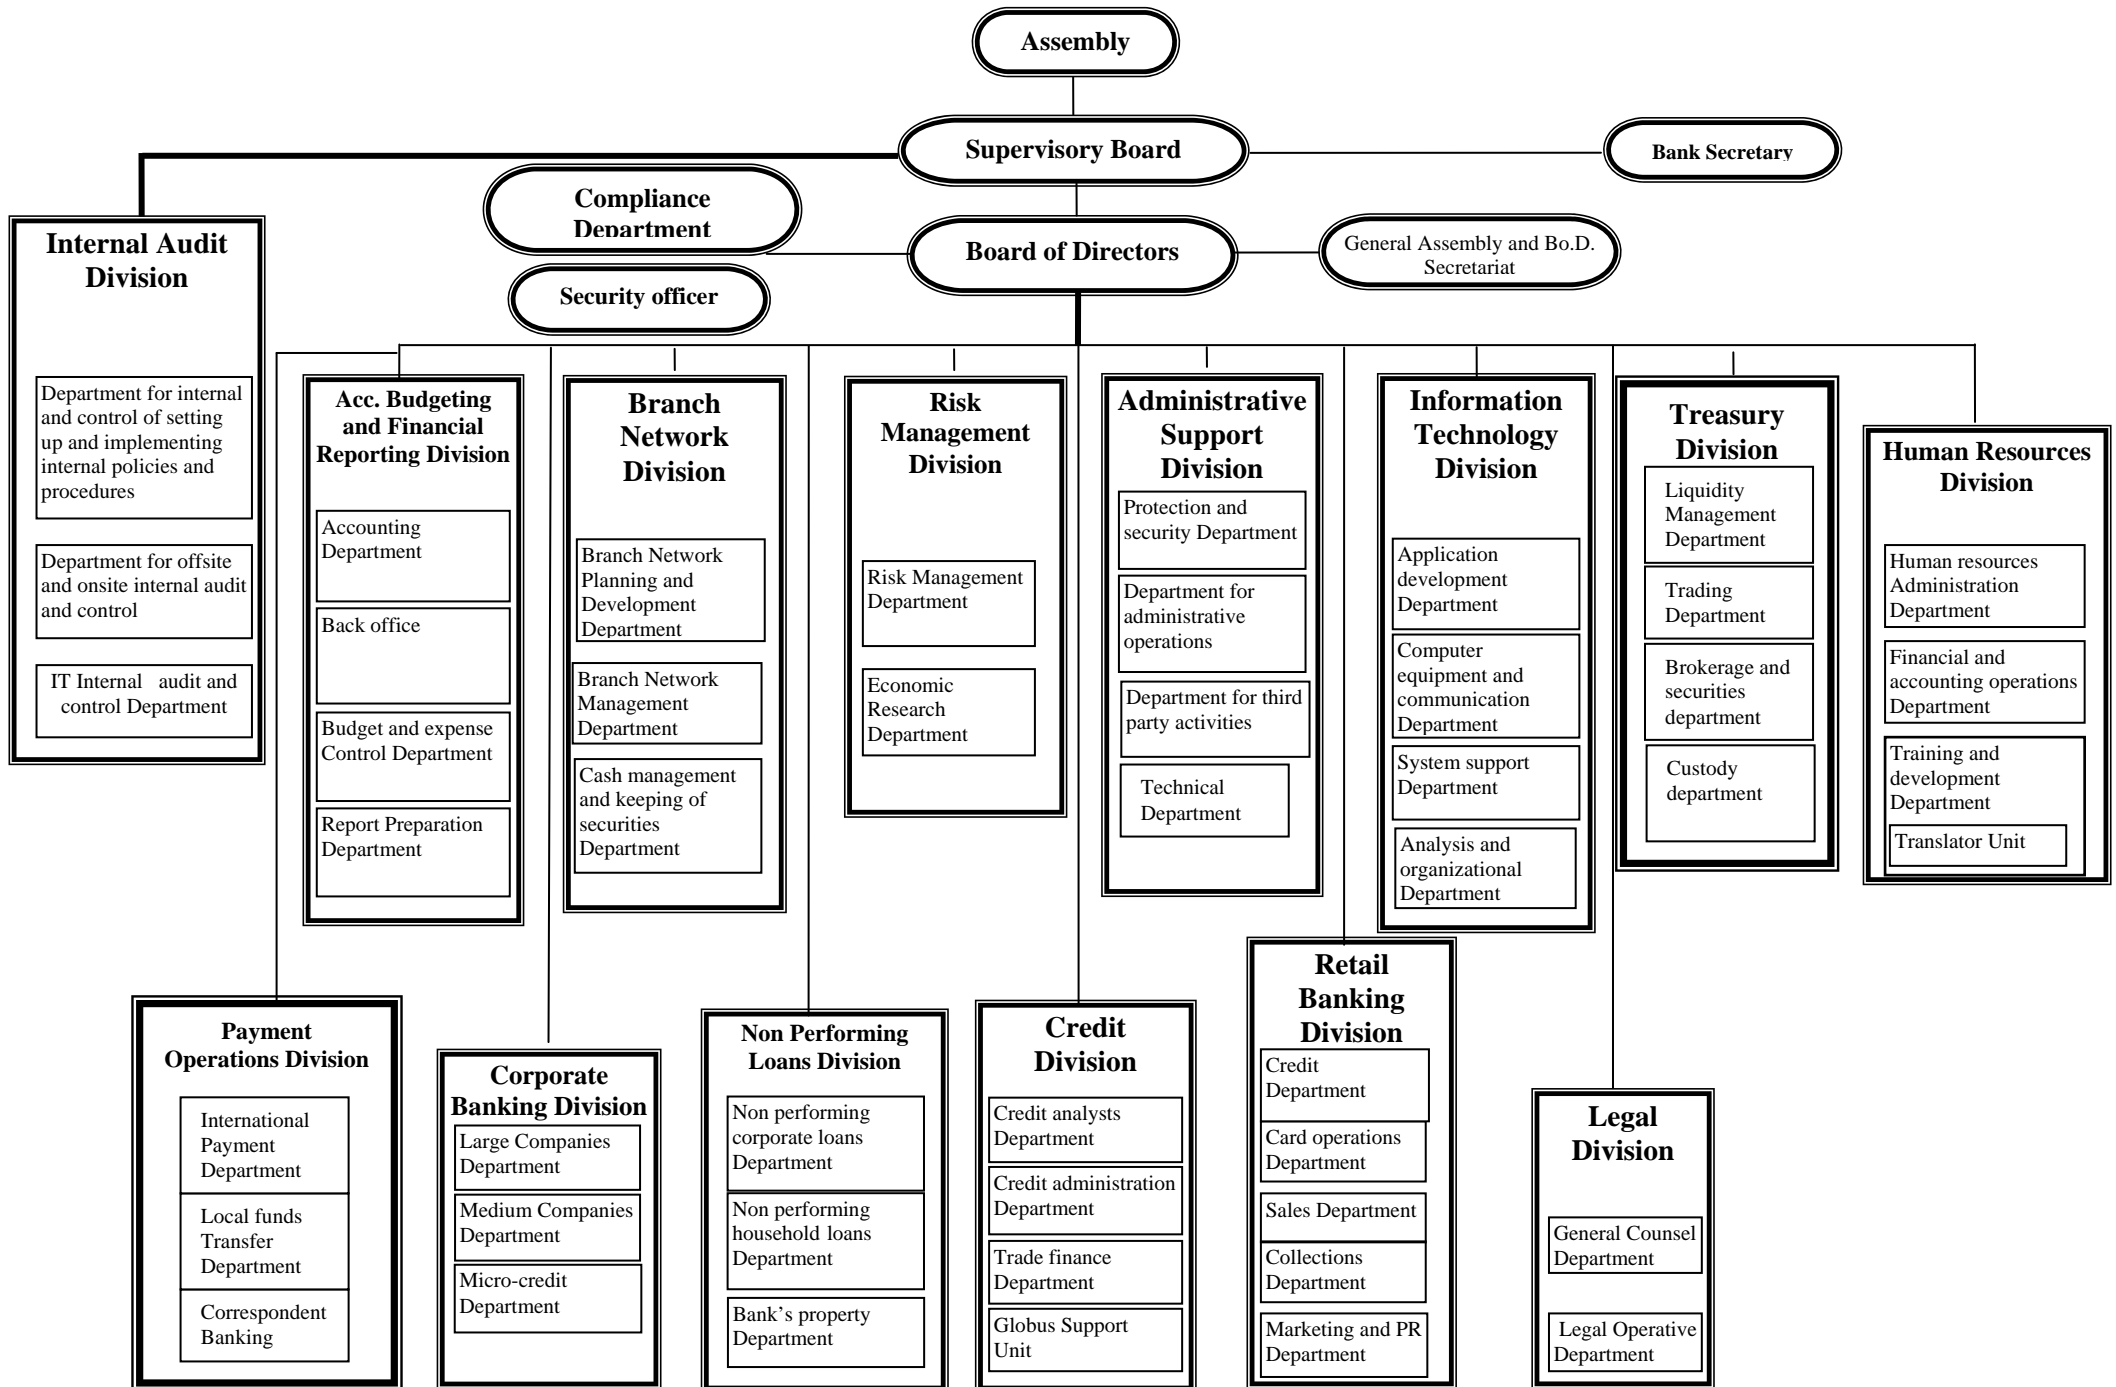 Assembly
Supervisory Board
Bank Secretary
Compliance
Department
Board of Directors
General Assembly and Bo.D.
Secretariat
Security officer
Internal Audit
Division
Department for internal
and control of setting
up and implementing
internal policies and
procedures
Department for offsite
and onsite internal audit
and control
IT Internal audit and
control Department
Acc. Budgeting
and Financial
Reporting Division
Accounting
Department
Back office
Budget and expense
Control Department
Report Preparation
Department
Branch
Network
Division
Branch Network
Planning and
Development
Department
Branch Network
Management
Department
Cash management
and keeping of
securities
Department
Risk
Management
Division
Risk Management
Department
Economic
Research
Department
Administrative
Support
Division
Protection and
security Department
Department for
administrative
operations
Department for third
party activities
Technical
Department
Information
Technology
Division
Application
development
Department
Computer
equipment and
communication
Department
System support
Department
Analysis and
organizational
Department
Treasury
Division
Liquidity
Management
Department
Trading
Department
Brokerage and
securities
department
Custody
department
Human Resources
Division
Human resources
Administration
Department
Financial and
accounting operations
Department
Training and
development
Department
Translator Unit
Payment
Operations Division
International
Payment
Department
Local funds
Transfer
Department
Correspondent
Banking
Corporate
Banking Division
Large Companies
Department
Medium Companies
Department
Micro-credit
Department
Non Performing
Loans Division
Non performing
corporate loans
Department
Non performing
household loans
Department
Bank’s property
Department
Credit
Division
Credit analysts
Department
Credit administration
Department
Trade finance
Department
Globus Support
Unit
Retail
Banking
Division
Credit
Department
Card operations
Department
Sales Department
Collections
Department
Marketing and PR
Department
Legal
Division
General Counsel
Department
Legal Operative
Department